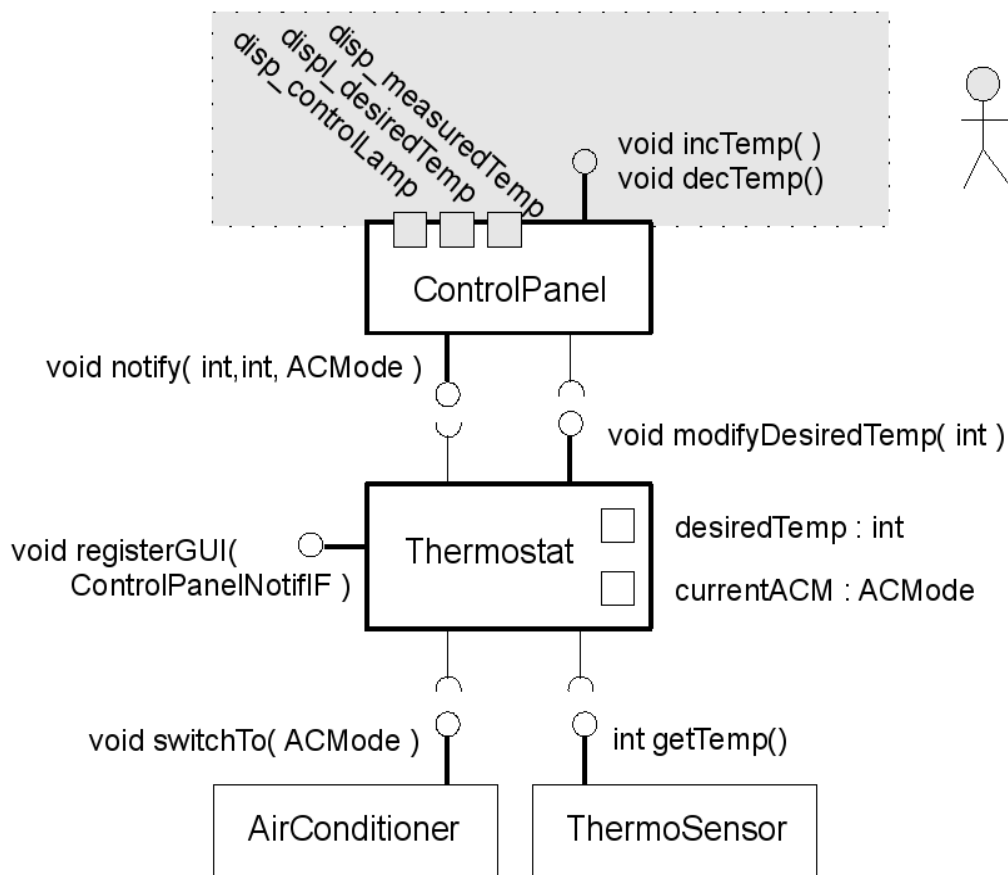 disp_measuredTemp
displ_desiredTemp
disp_controlLamp
void incTemp( )
void decTemp()
ControlPanel
void notify( int,int, ACMode )
void modifyDesiredTemp( int )
void registerGUI(
ControlPanelNotifIF )
Thermostat
desiredTemp : int
currentACM : ACMode
void switchTo( ACMode )
int getTemp()
AirConditioner
ThermoSensor